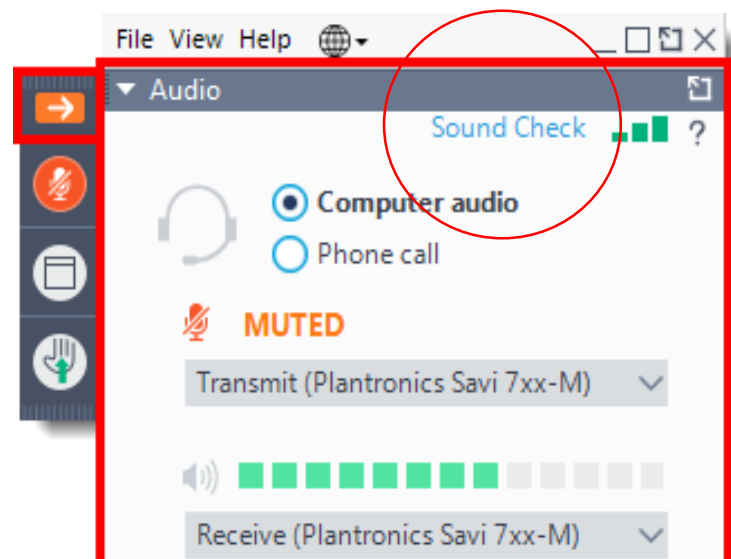 File View Help
Audio
Sound Check
?
Computer audio
Phone call
MUTED
Transmit (Plantronics Savi 7xx-M)
Receive (Plantronics Savi 7xx-M)